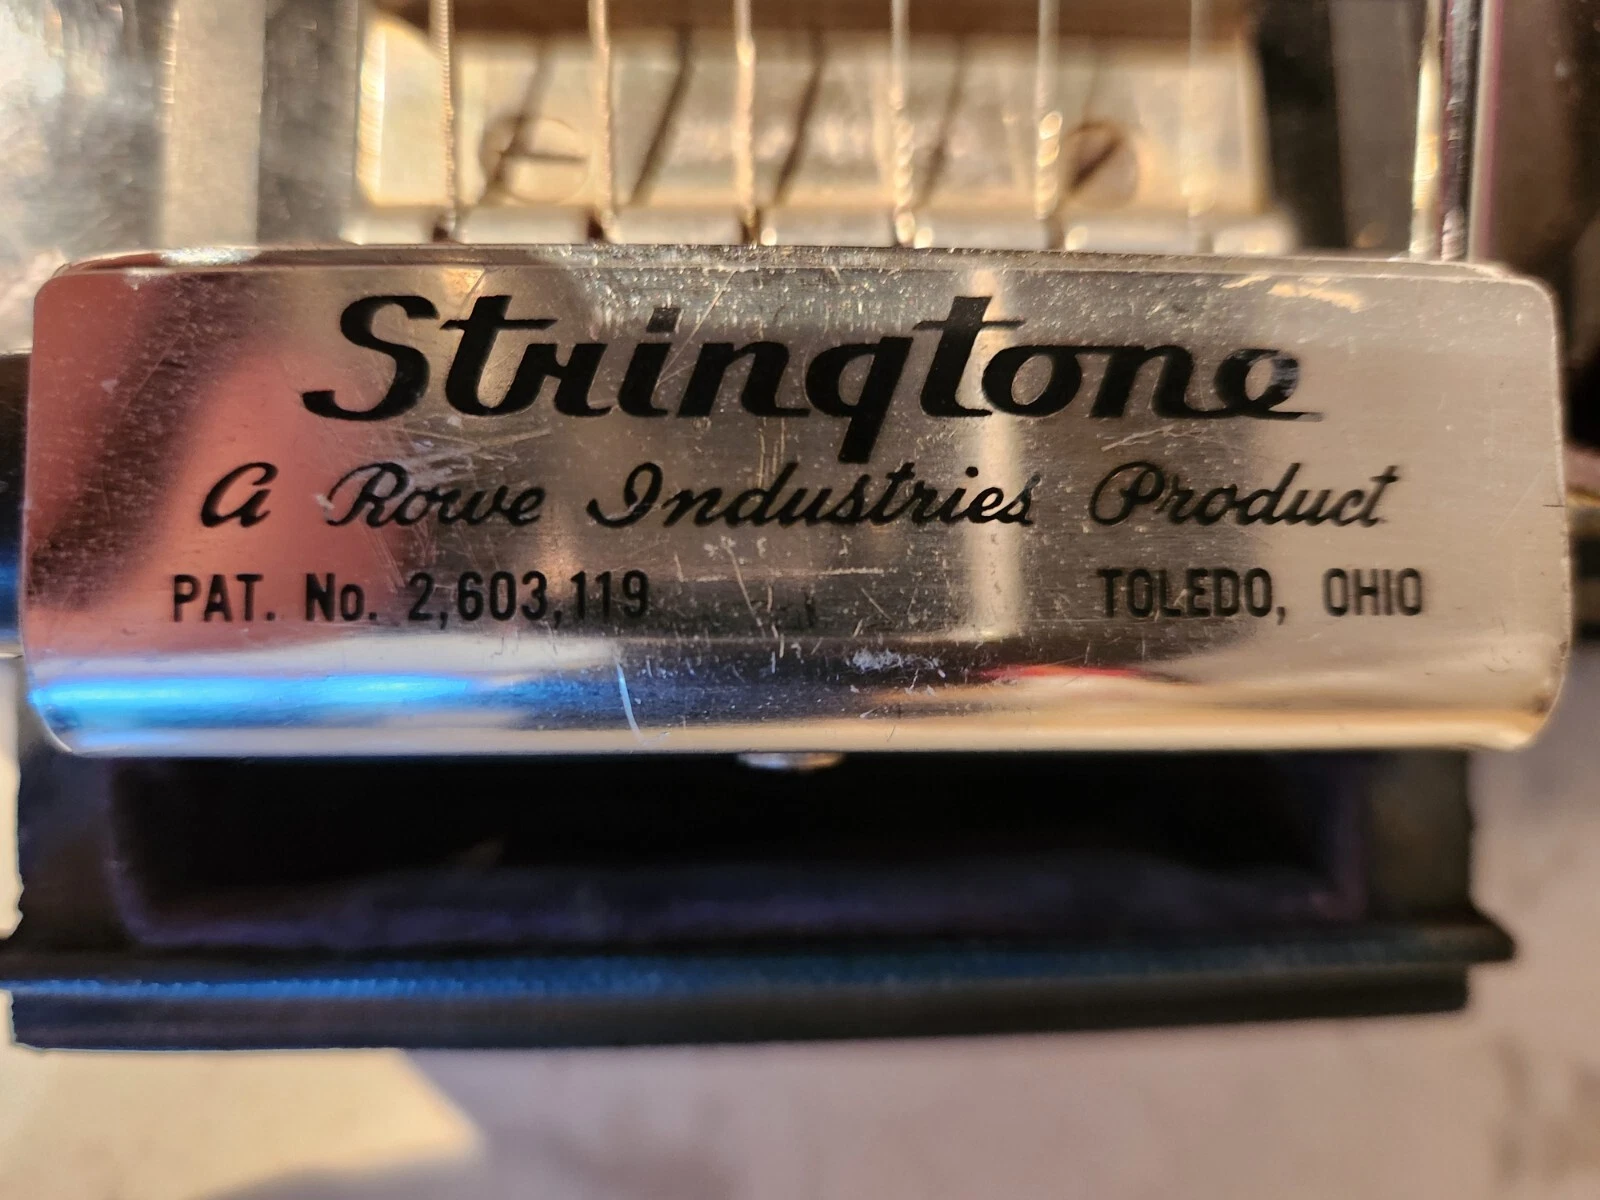 Stringtone
A Rowe Industries Product
PAT. No. 2,603,119 TOLEDO, OHIO